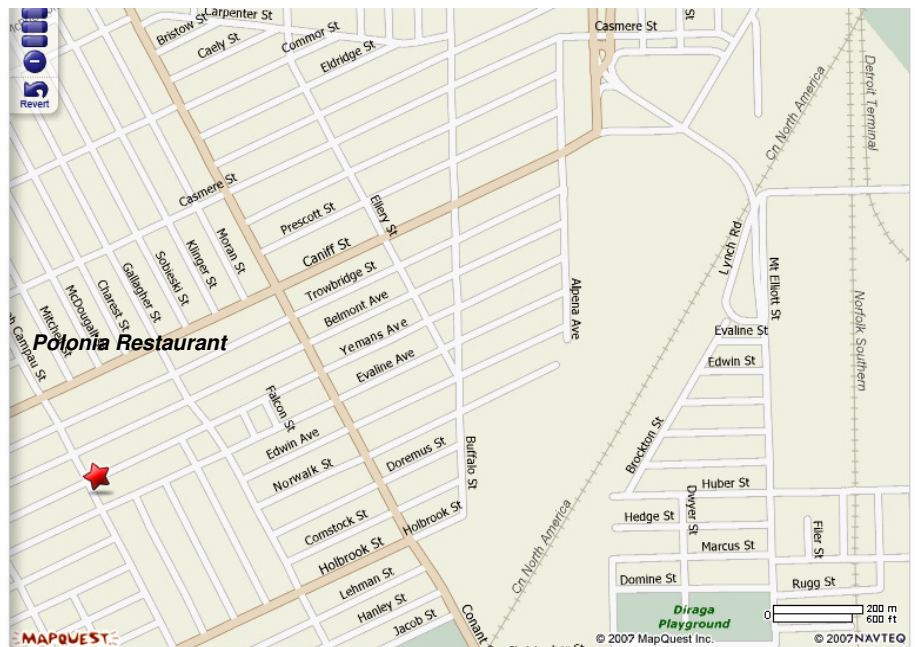 Carpenter St
Bristow St
Commor St
Casmere St
St
Caely St
Eldridge St
Revert
Detroit Terminal
Cn North America
Casmere St
Prescott St
Ellery St
Moran St
Klinger St
Sobieski St
Gallagher St
Charest St
McDougall
Mitchell St
Campau St
Caniff St
Trowbridge St
Belmont Ave
Yemans Ave
Evaline Ave
Alpena Ave
Lynch Rd
Mt Elliott St
Norfolk Southern
Polonia Restaurant
Evaline St
Edwin St
Falcon St
Edwin Ave
Norwalk St
Doremus St
Buffalo St
Brockton St
Huber St
Dwyer St
Hedge St
Marcus St
Filer St
Comstock St
Holbrook St
Holbrook St
Cn North America
Lehman St
Hanley St
Jacob St
Conant
Domine St
Rugg St
Diraga
Playground
0
200 m
600 ft
MAPQUEST
© 2007 MapQuest Inc.
© 2007 NAVTEQ